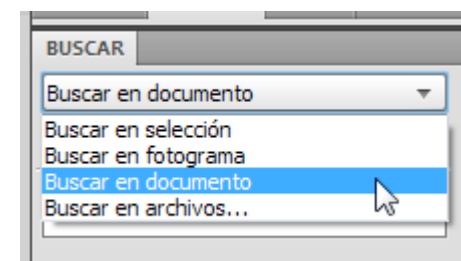 BUSCAR
Buscar en documento
Buscar en selección
Buscar en fotograma
Buscar en documento
Buscar en archivos...